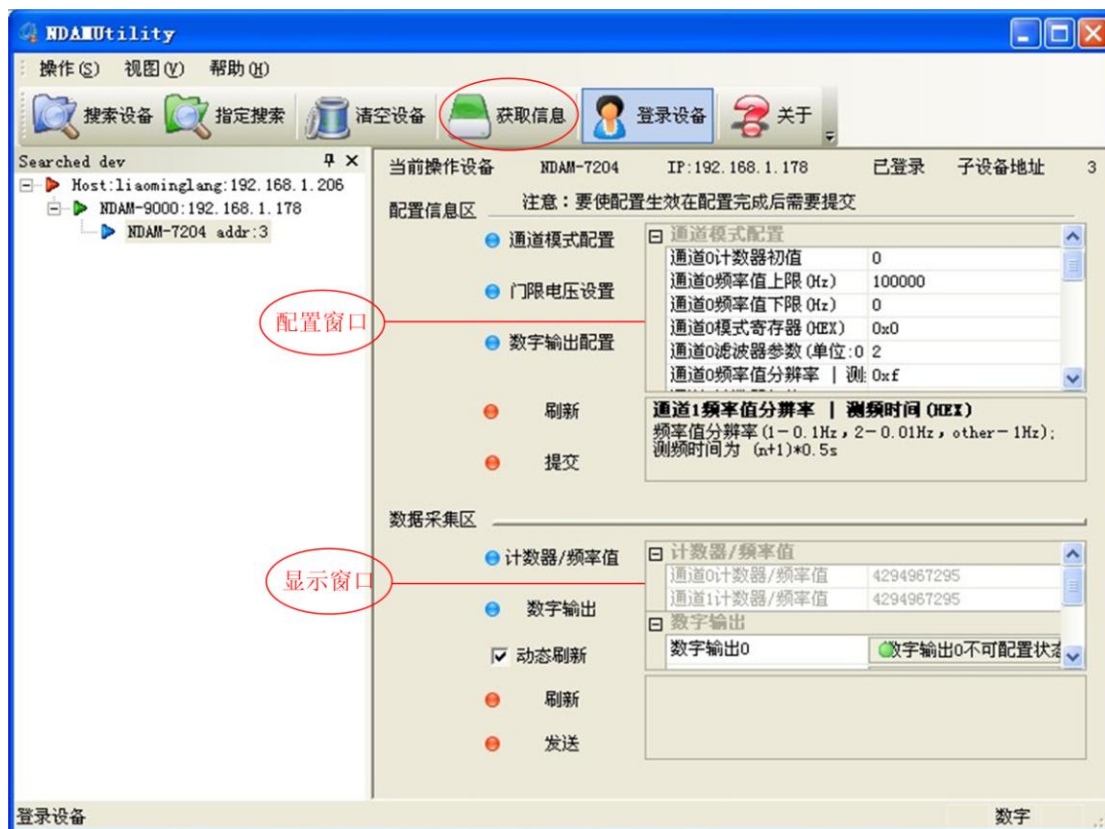 NDAMUtility
操作(S) 视图(V) 帮助(H)
搜索设备 指定搜索 清空设备 获取信息 登录设备 关于
Searched dev
Host:liaominglang:192.168.1.206
NDAM-9000:192.168.1.178
NDAM-7204 addr:3
当前操作设备 NDAM-7204 IP:192.168.1.178 已登录 子设备地址 3
配置信息区 注意：要使配置生效在配置完成后需要提交
通道模式配置
门限电压设置
数字输出配置
刷新
提交
配置窗口
通道模式配置
通道0计数器初值 0
通道0频率值上限(Hz) 100000
通道0频率值下限(Hz) 0
通道0模式寄存器(HEX) 0x0
通道0滤波器参数(单位:0 2
通道0频率值分辨率 | 测 0xf
通道1频率值分辨率 | 测频时间(HEX)
频率值分辨率(1-0.1Hz，2-0.01Hz，other-1Hz);
测频时间为 (n+1)*0.5s
数据采集区
计数器/频率值
数字输出
动态刷新
刷新
发送
显示窗口
计数器/频率值
通道0计数器/频率值 4294967295
通道1计数器/频率值 4294967295
数字输出
数字输出0 数字输出0不可配置状态
登录设备 数字